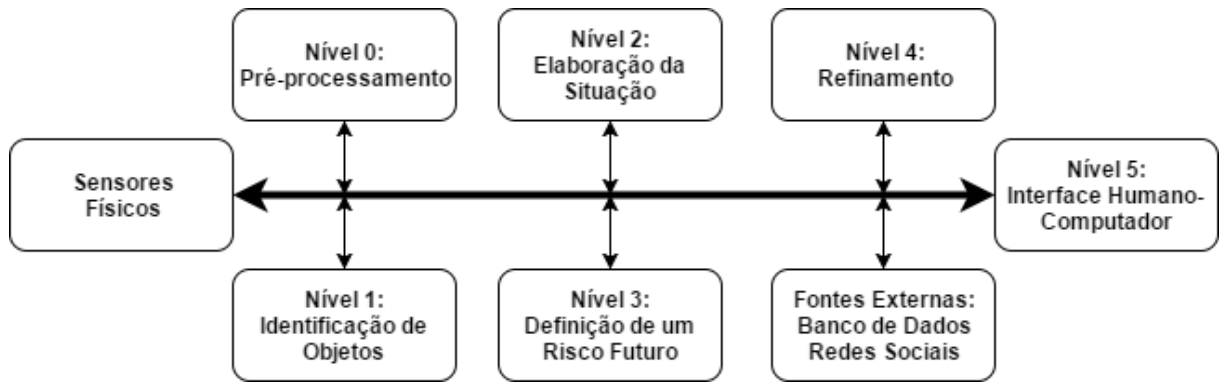 Nível 0:
Pré-processamento
Nível 2:
Elaboração da
Situação
Nível 4:
Refinamento
Sensores
Físicos
Nível 5:
Interface Humano-
Computador
Nível 1:
Identificação de
Objetos
Nível 3:
Definição de um
Risco Futuro
Fontes Externas:
Banco de Dados
Redes Sociais